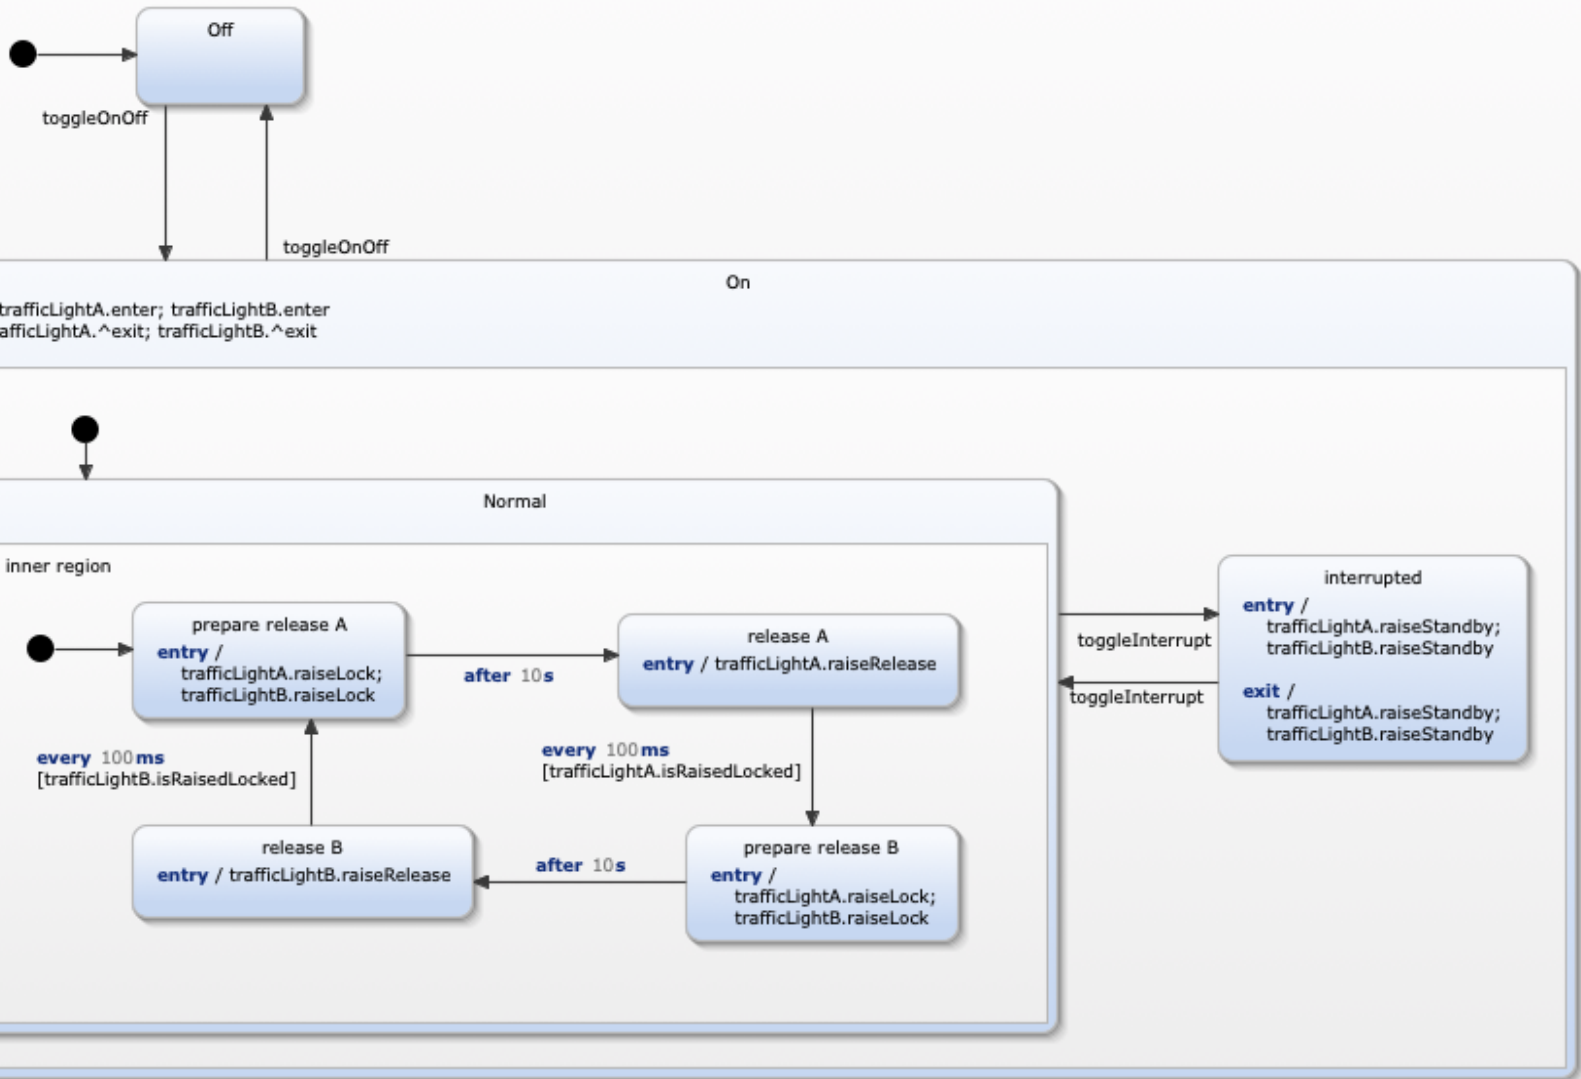 Off
toggleOnOff
toggleOnOff
On
trafficLightA.enter; trafficLightB.enter
afficLightA.^exit; trafficLightB.^exit
Normal
inner region
prepare release A
entry /
trafficLightA.raiseLock;
trafficLightB.raiseLock
after 10s
release A
entry / trafficLightA.raiseRelease
toggleInterrupt
toggleInterrupt
interrupted
entry /
trafficLightA.raiseStandby;
trafficLightB.raiseStandby
exit /
trafficLightA.raiseStandby;
trafficLightB.raiseStandby
every 100ms
[trafficLightB.isRaisedLocked]
every 100ms
[trafficLightA.isRaisedLocked]
release B
entry / trafficLightB.raiseRelease
after 10s
prepare release B
entry /
trafficLightA.raiseLock;
trafficLightB.raiseLock